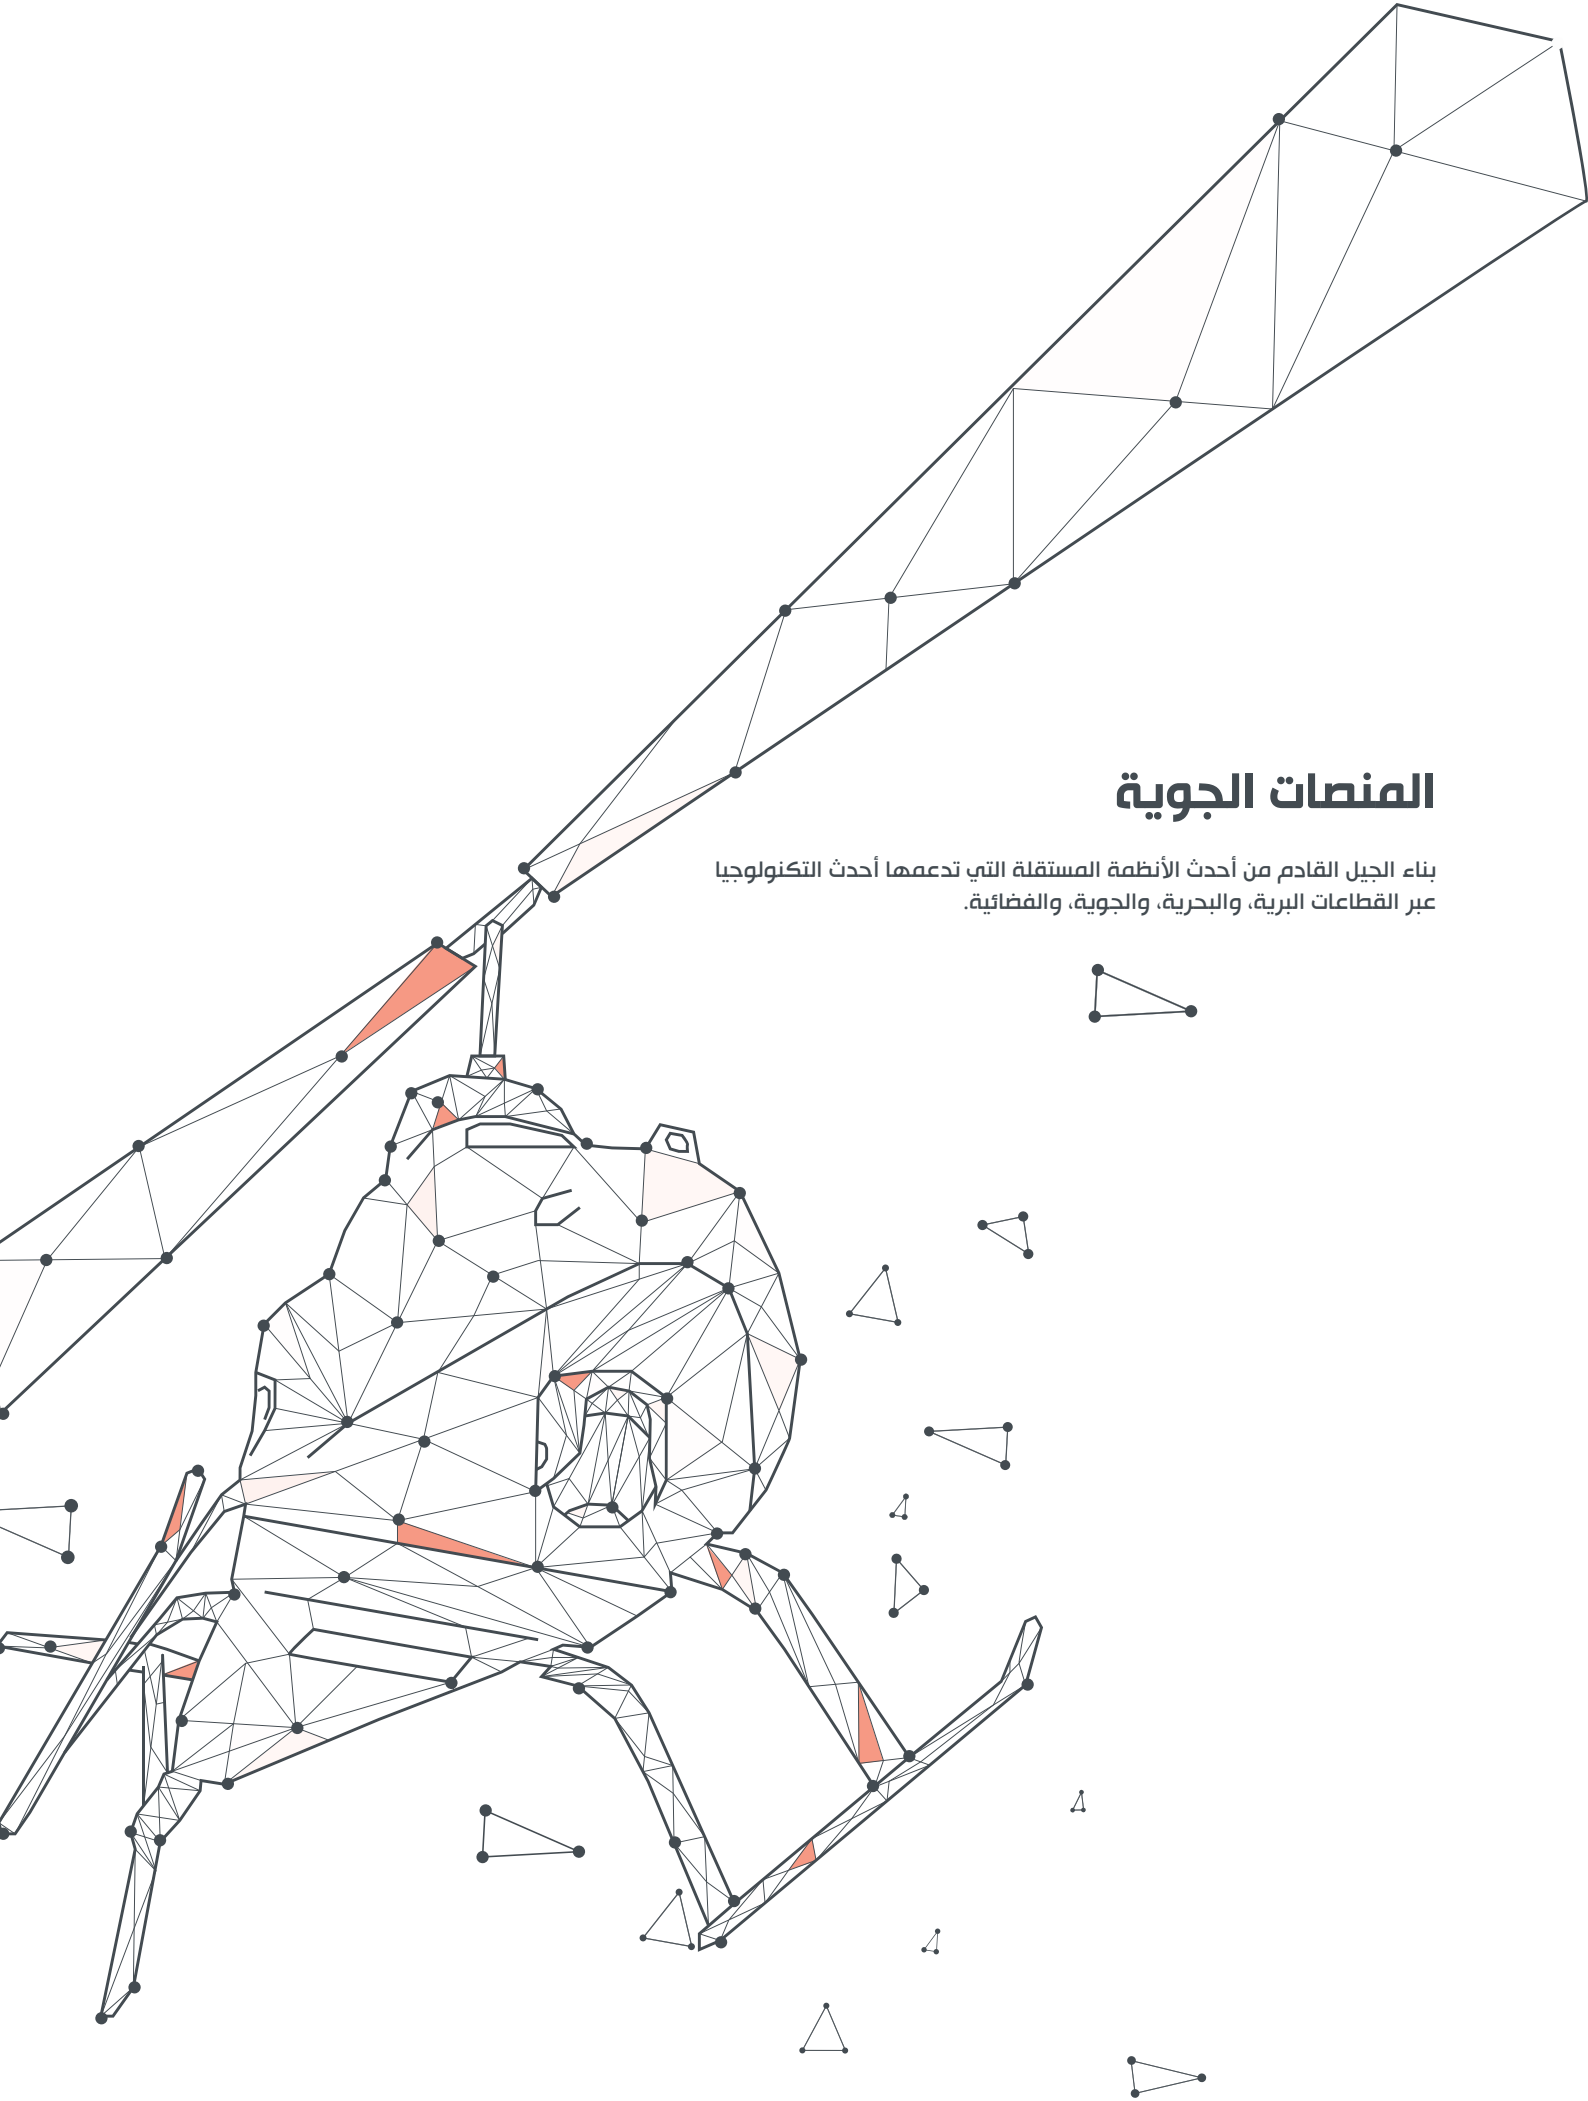 المنصات الجوية
بناء الجيل القادم من أحدث الأنظمة المستقلة التي تدعمها أحدث التكنولوجيا
عبر القطاعات البرية، والبحرية، والجوية، والفضائية.